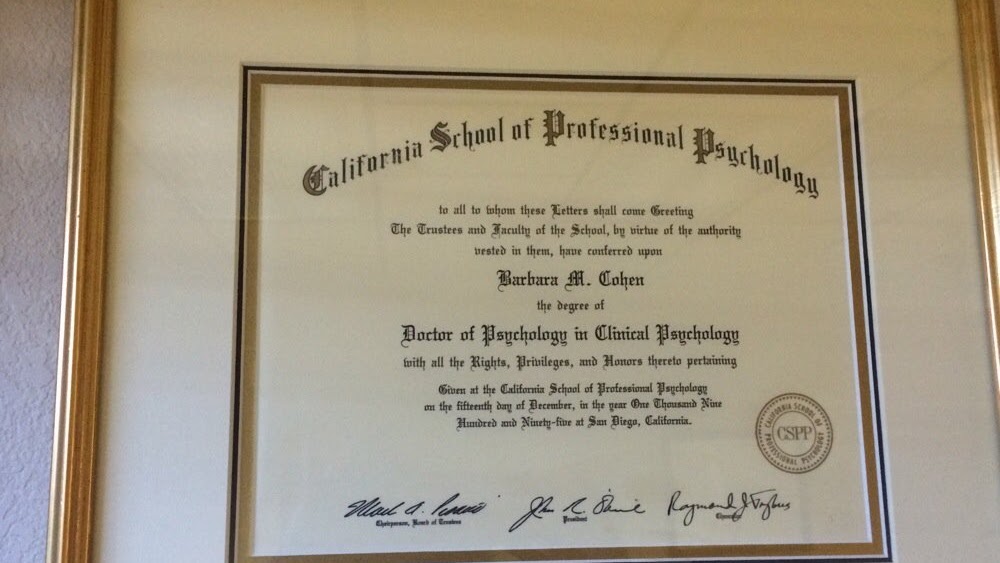 California School of Professional Psychology
to all to whom these Letters shall come Greeting
The Trustees and Faculty of the School, by virtue of the authority
vested in them, have conferred upon
Barbara M. Cohen
the degree of
Doctor of Psychology in Clinical Psychology
with all the Rights, Privileges, and Honors thereto pertaining
Given at the California School of Professional Psychology
on the fifteenth day of December, in the year One Thousand Nine
Hundred and Ninety-five at San Diego, California.
CALIFORNIA SCHOOL OF PROFESSIONAL PSYCHOLOGY
CSPP
Chairperson, Board of Trustees
President
Raymond J.